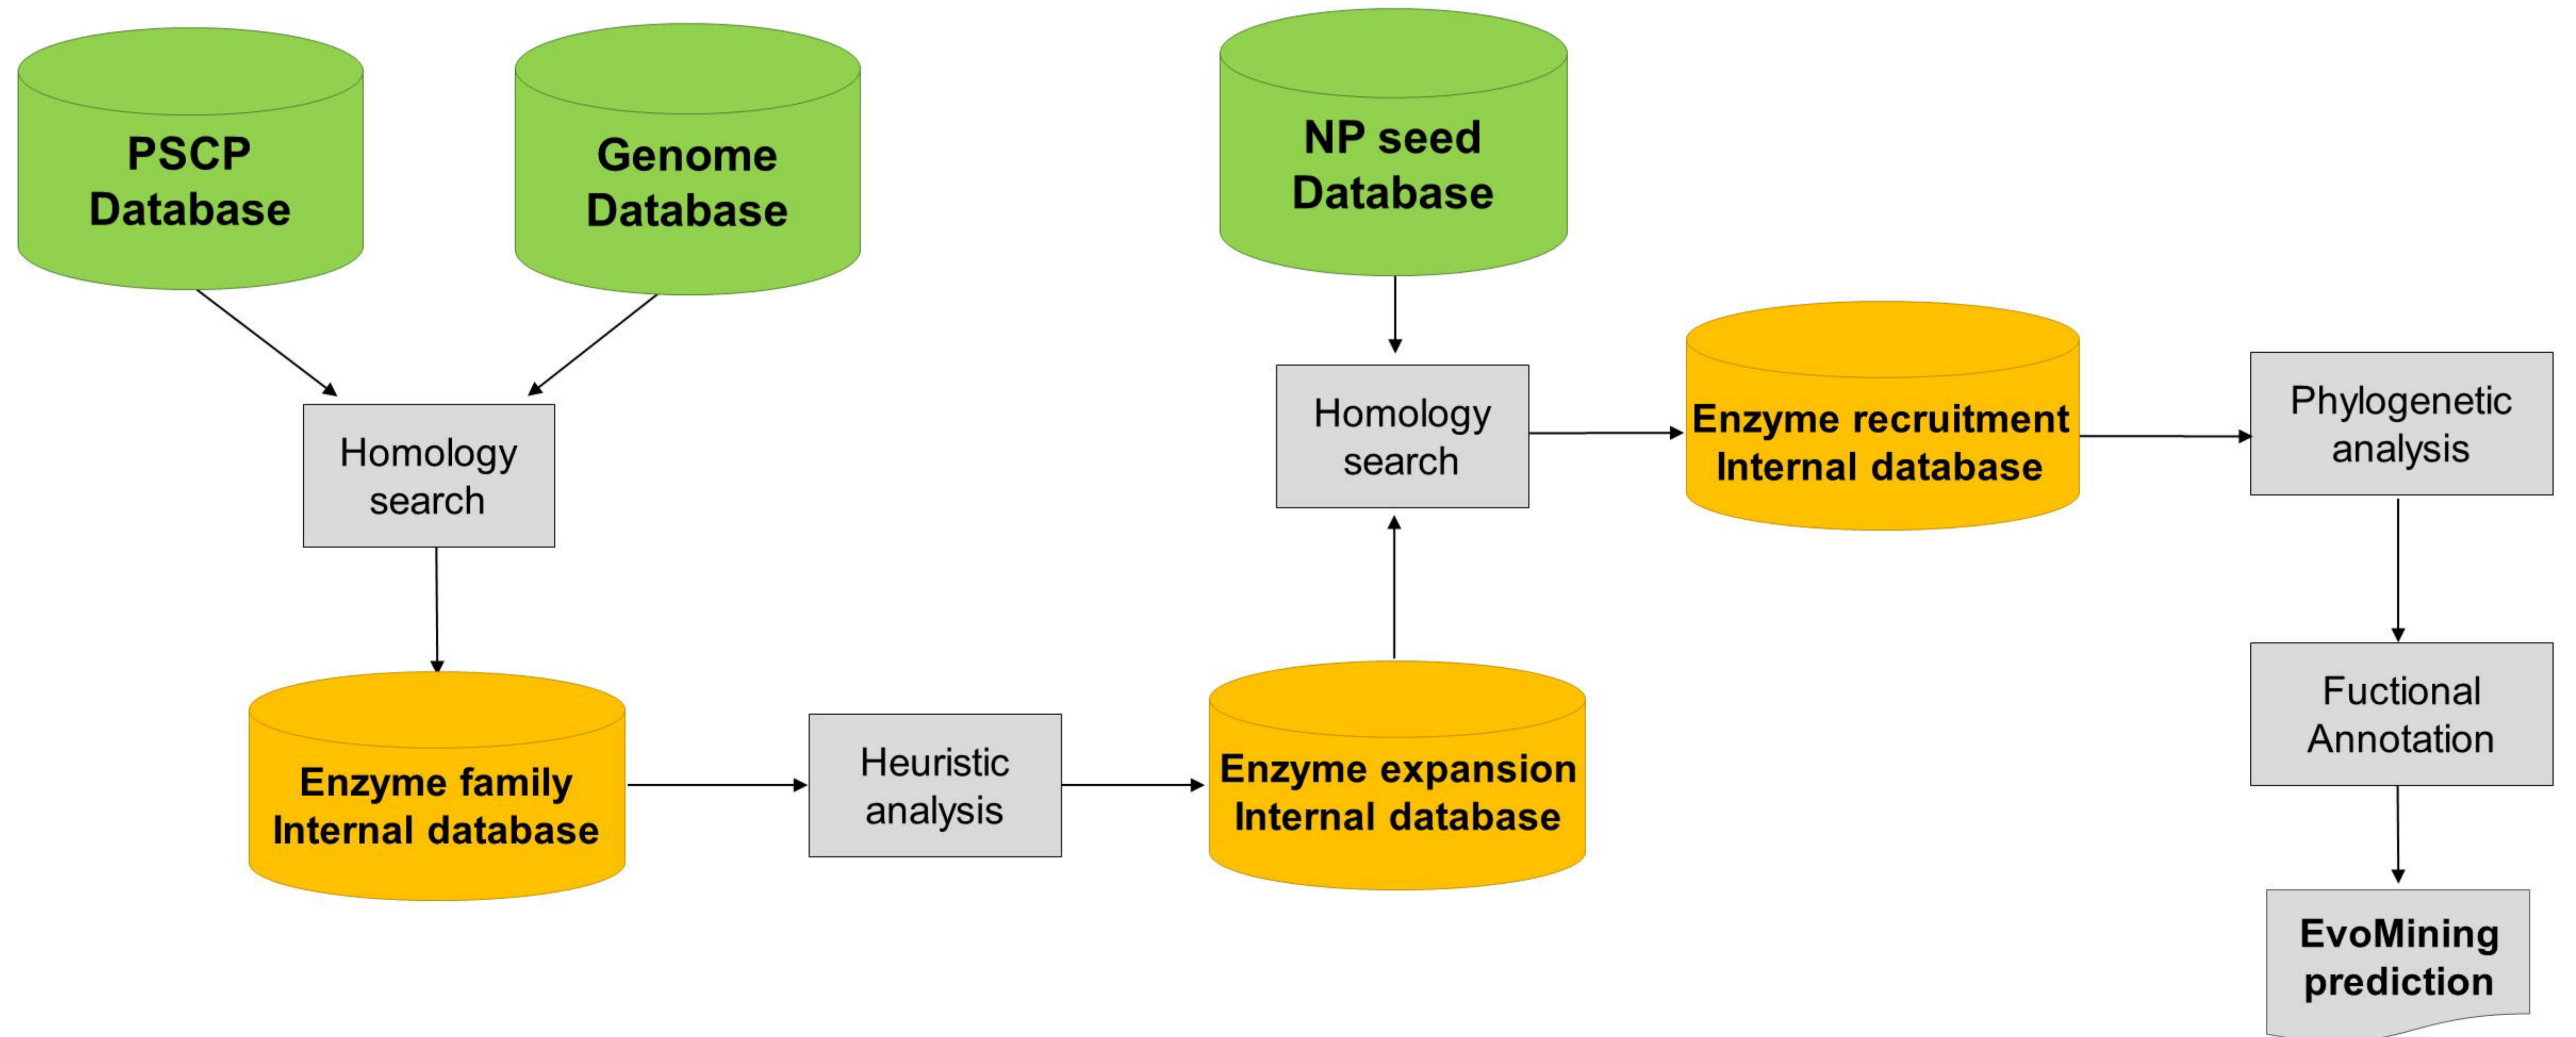 PSCP
Database
Genome
Database
NP seed
Database
Homology
search
Homology
search
Enzyme recruitment
Internal database
Phylogenetic
analysis
Enzyme family
Internal database
Heuristic
analysis
Enzyme expansion
Internal database
Fuctional
Annotation
EvoMining
prediction